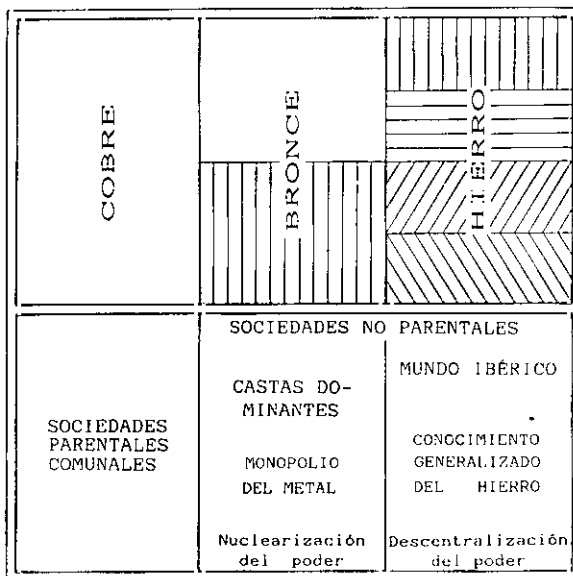 COBRE
BRONCE
HIERRO
SOCIEDADES NO PARENTALES
SOCIEDADES
PARENTALES
COMUNALES
CASTAS DO-
MINANTES
MONOPOLIO
DEL METAL
Nuclearización
del poder
MUNDO IBÉRICO
CONOCIMIENTO
GENERALIZADO
DEL HIERRO
Descentralización
del poder